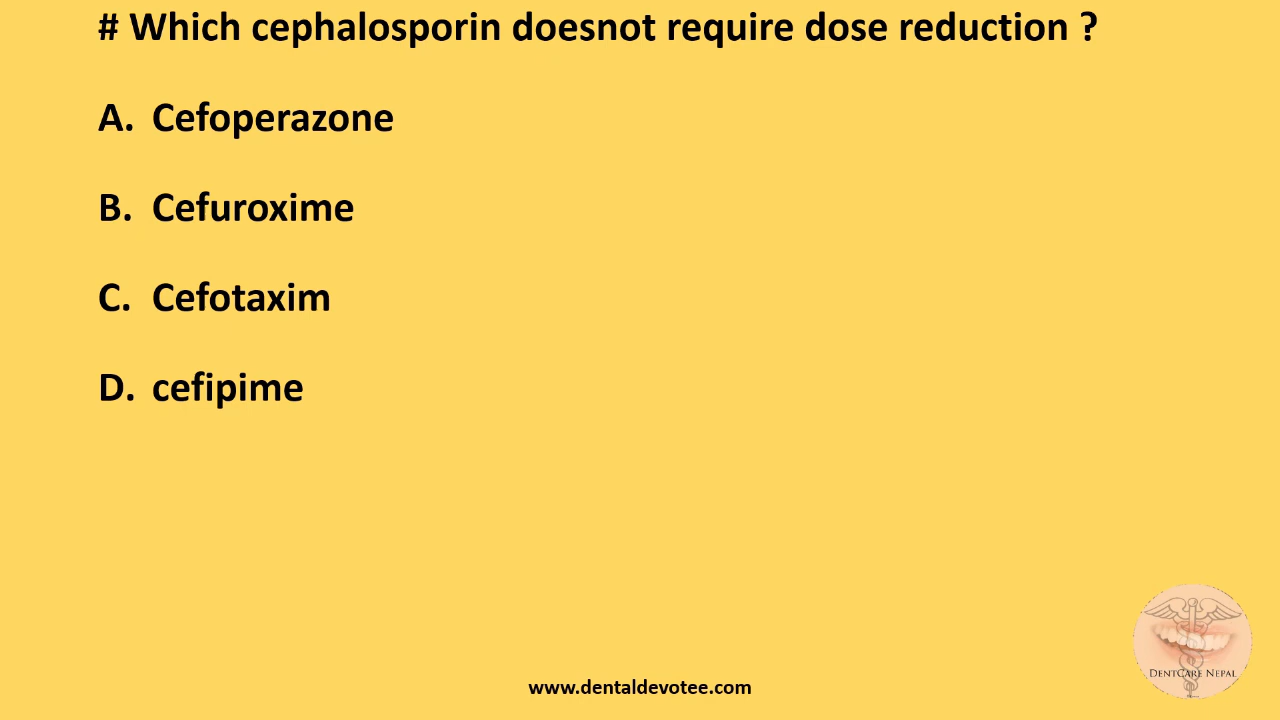 # Which cephalosporin doesnot require dose reduction ?
A. Cefoperazone
B. Cefuroxime
C. Cefotaxim
D. cefipime
DentCare Nepal
www.dentaldevotee.com